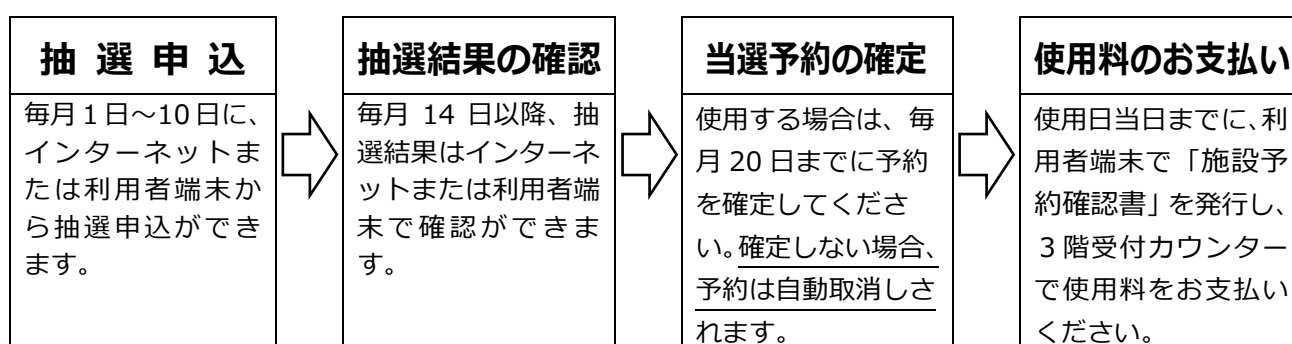 抽選申込
毎月１日～10日に、
インターネットま
たは利用者端末か
ら抽選申込ができ
ます。
抽選結果の確認
毎月 14 日以降、抽
選結果はインターネ
ットまたは利用者端
末で確認ができま
す。
当選予約の確定
使用する場合は、毎
月 20 日までに予約
を確定してくださ
い。確定しない場合、
予約は自動取消しさ
れます。
使用料のお支払い
使用日当日までに、利
用者端末で「施設予
約確認書」を発行し、
３階受付カウンター
で使用料をお支払い
ください。